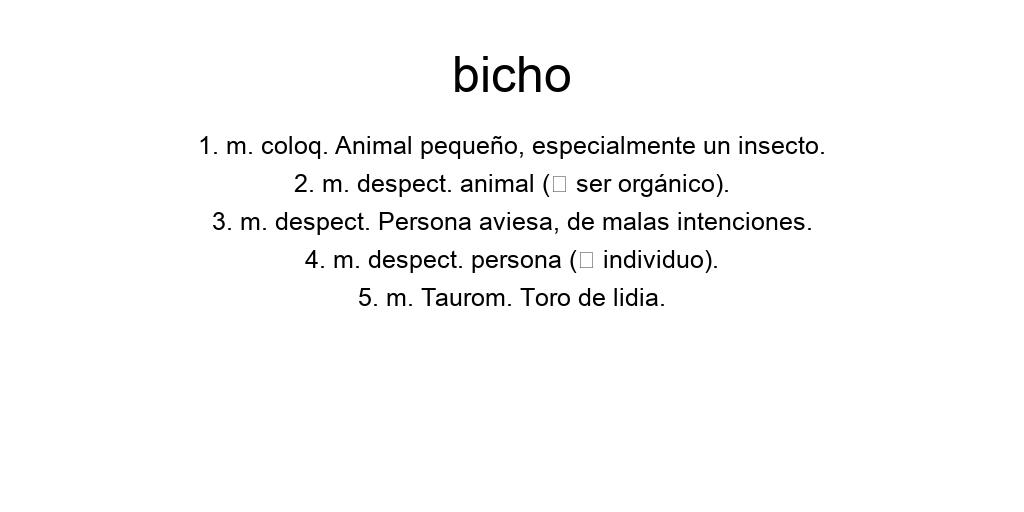 bicho
1. m. coloq. Animal pequeño, especialmente un insecto.
2. m. despect. animal (□ ser orgánico).
3. m. despect. Persona aviesa, de malas intenciones.
4. m. despect. persona (□ individuo).
5. m. Taurom. Toro de lidia.